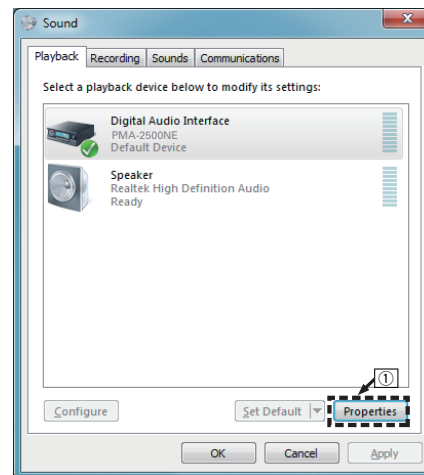 Sound
Playback Recording Sounds Communications
Select a playback device below to modify its settings:
Digital Audio Interface
PMA-2500NE
Default Device
Speaker
Realtek High Definition Audio
Ready
①
Configure Set Default Properties
OK Cancel Apply